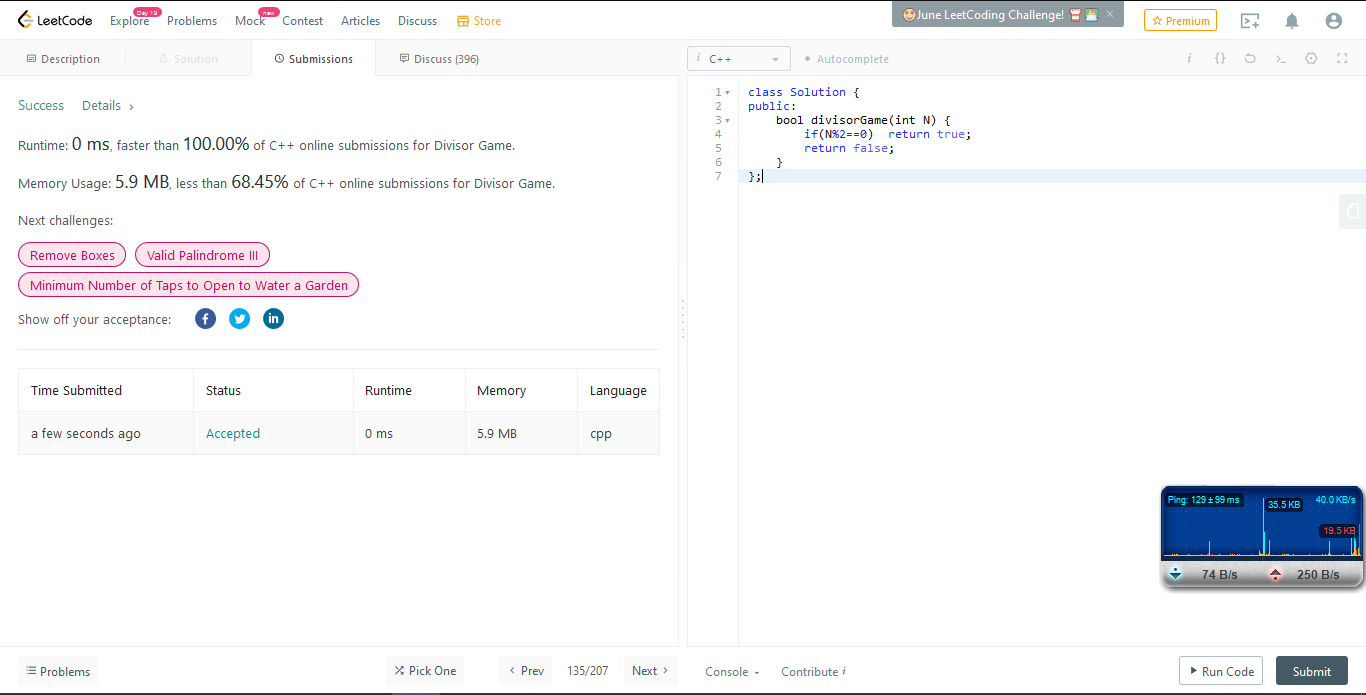 LeetCode
Explore Day 19 Problems Mock new Contest Articles Discuss Store
June LeetCoding Challenge! ×
Premium
Description Solution Submissions Discuss (396)
i C++ Autocomplete
Success Details >
Runtime: 0 ms, faster than 100.00% of C++ online submissions for Divisor Game.
Memory Usage: 5.9 MB, less than 68.45% of C++ online submissions for Divisor Game.
Next challenges:
Remove Boxes Valid Palindrome III
Minimum Number of Taps to Open to Water a Garden
Show off your acceptance:
Time Submitted Status Runtime Memory Language
a few seconds ago Accepted 0 ms 5.9 MB cpp
1 class Solution {
2 public:
3 bool divisorGame(int N) {
4 if(N%2==0) return true;
5 return false;
6 }
7 };
Ping: 129 ± 99 ms 35.5 KB 40.0 KB/s
19.5 KB
74 B/s 250 B/s
Problems Pick One < Prev 135/207 Next >
Console Contribute i Run Code Submit